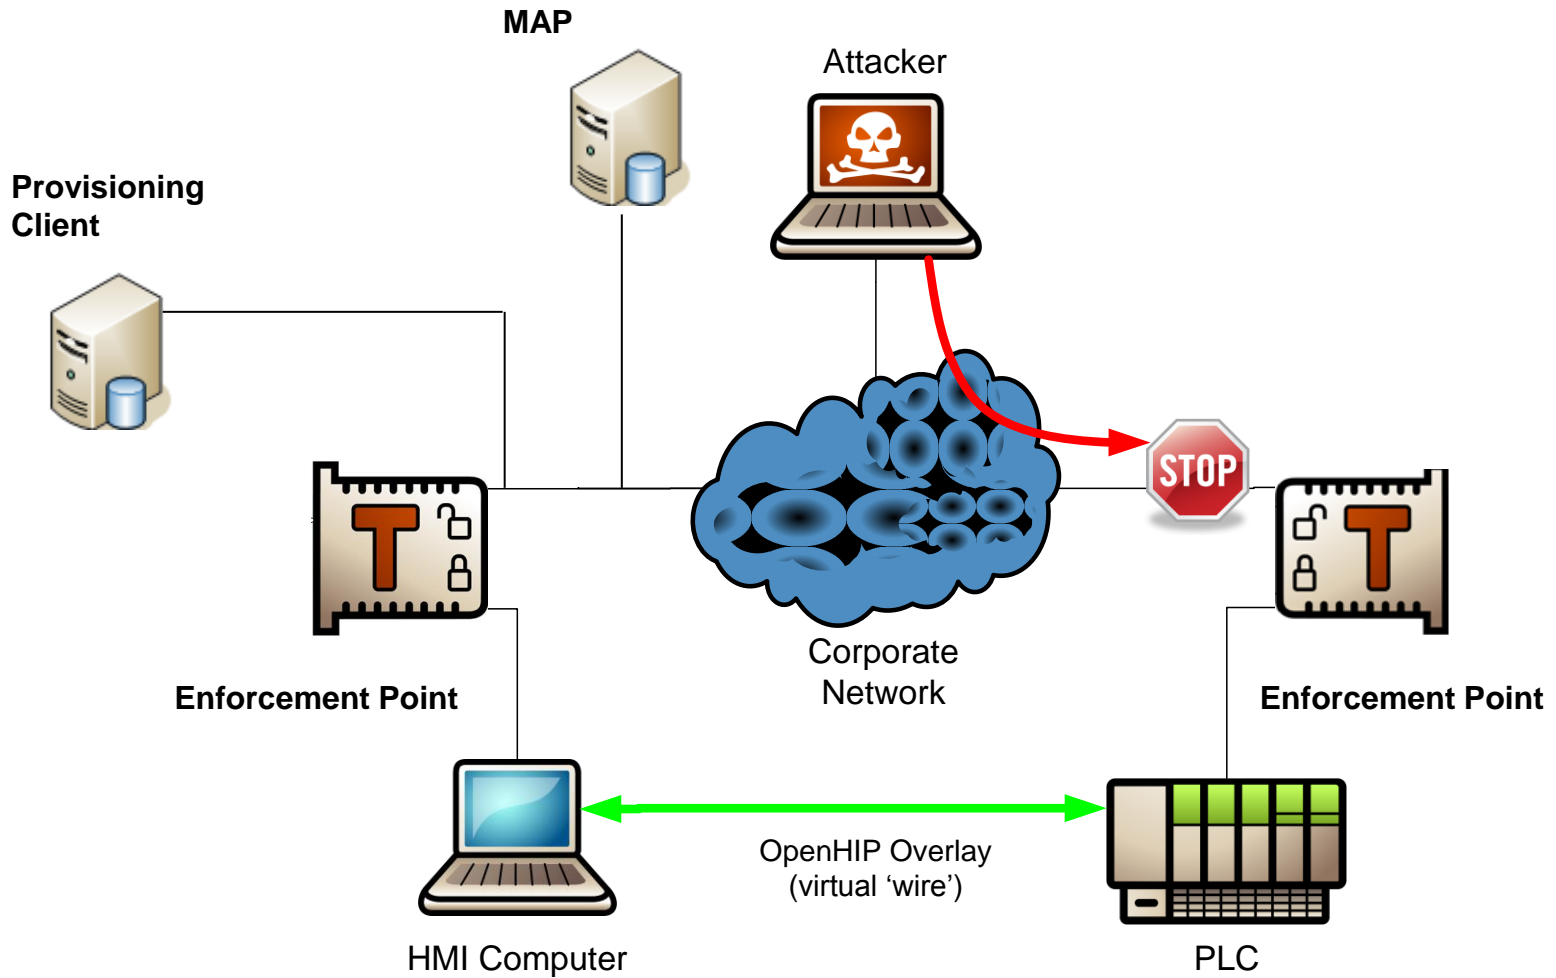 MAP
Attacker
Provisioning
Client
STOP
T
T
Corporate
Network
Enforcement Point
Enforcement Point
OpenHIP Overlay
(virtual ‘wire’)
HMI Computer
PLC